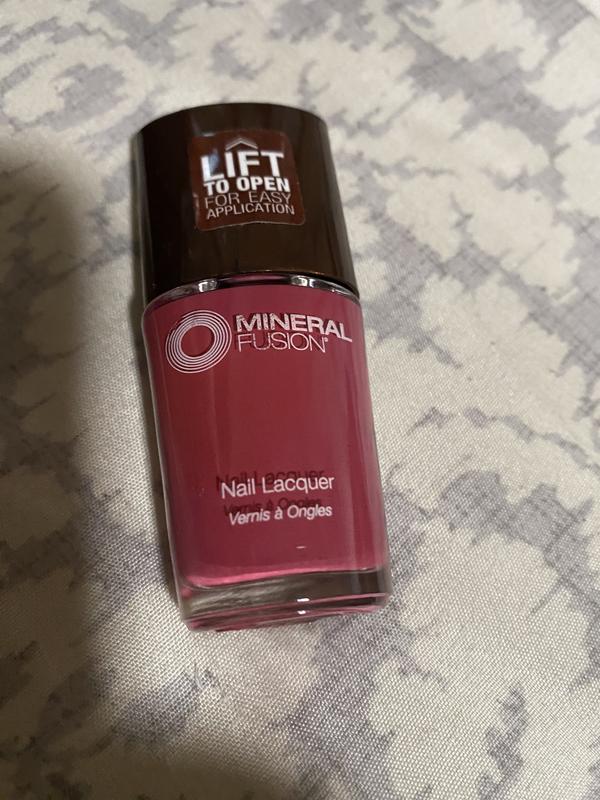 LIFT
TO OPEN
FOR EASY
APPLICATION
MINERAL
FUSION®
Nail Lacquer
Vernis à Ongles